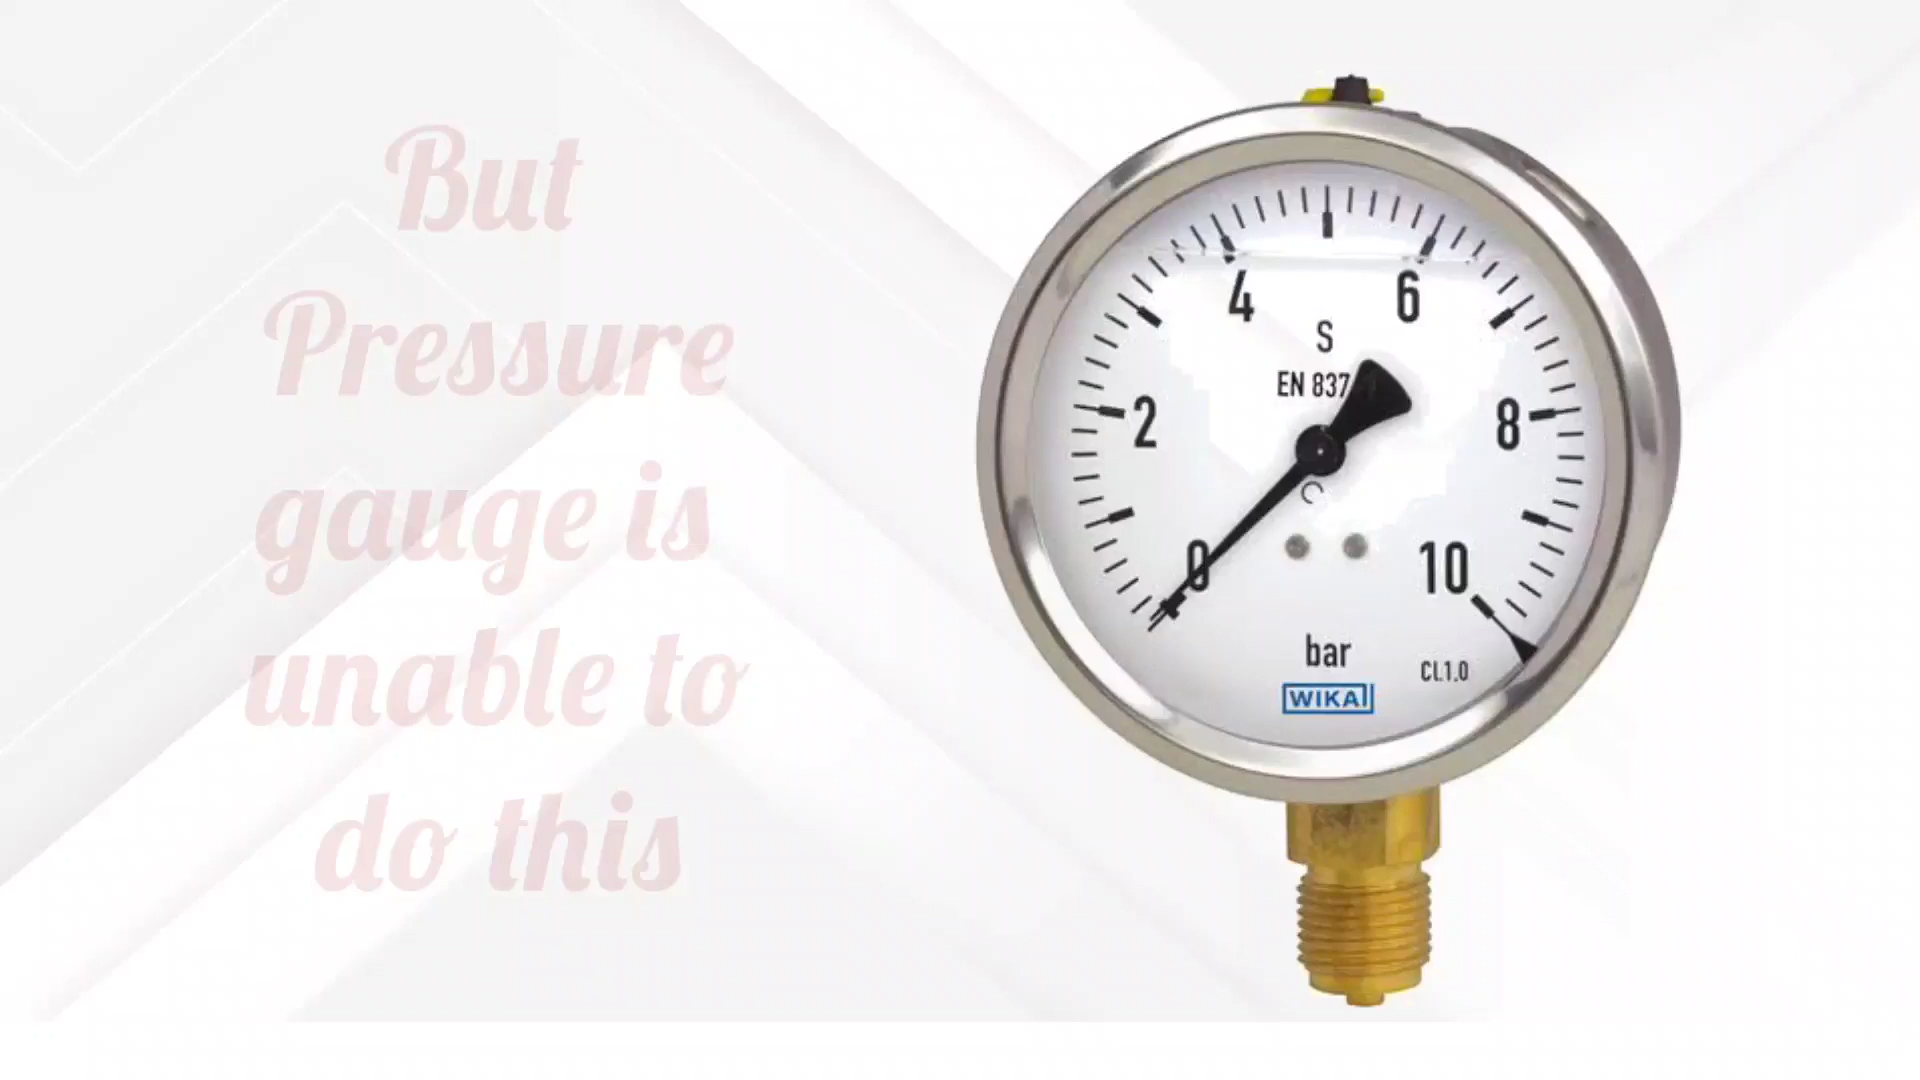 But
Pressure
gauge is
unable to
do this
4
6
S
EN 837
2
8
0
10
bar
CL1.0
WIKAI